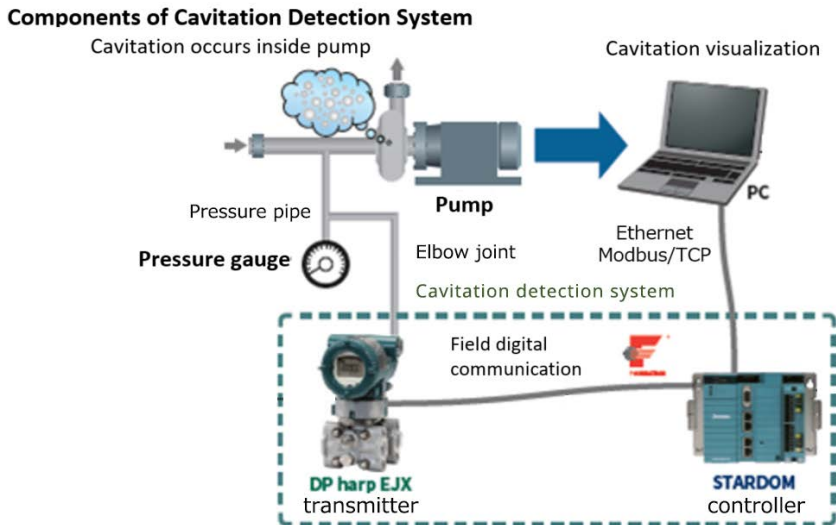 Components of Cavitation Detection System
Cavitation occurs inside pump
Cavitation visualization
PC
Pressure pipe
Pump
Pressure gauge
Elbow joint
Ethernet
Modbus/TCP
Cavitation detection system
Field digital
communication
F
DP harp EJX
transmitter
STARDOM
controller